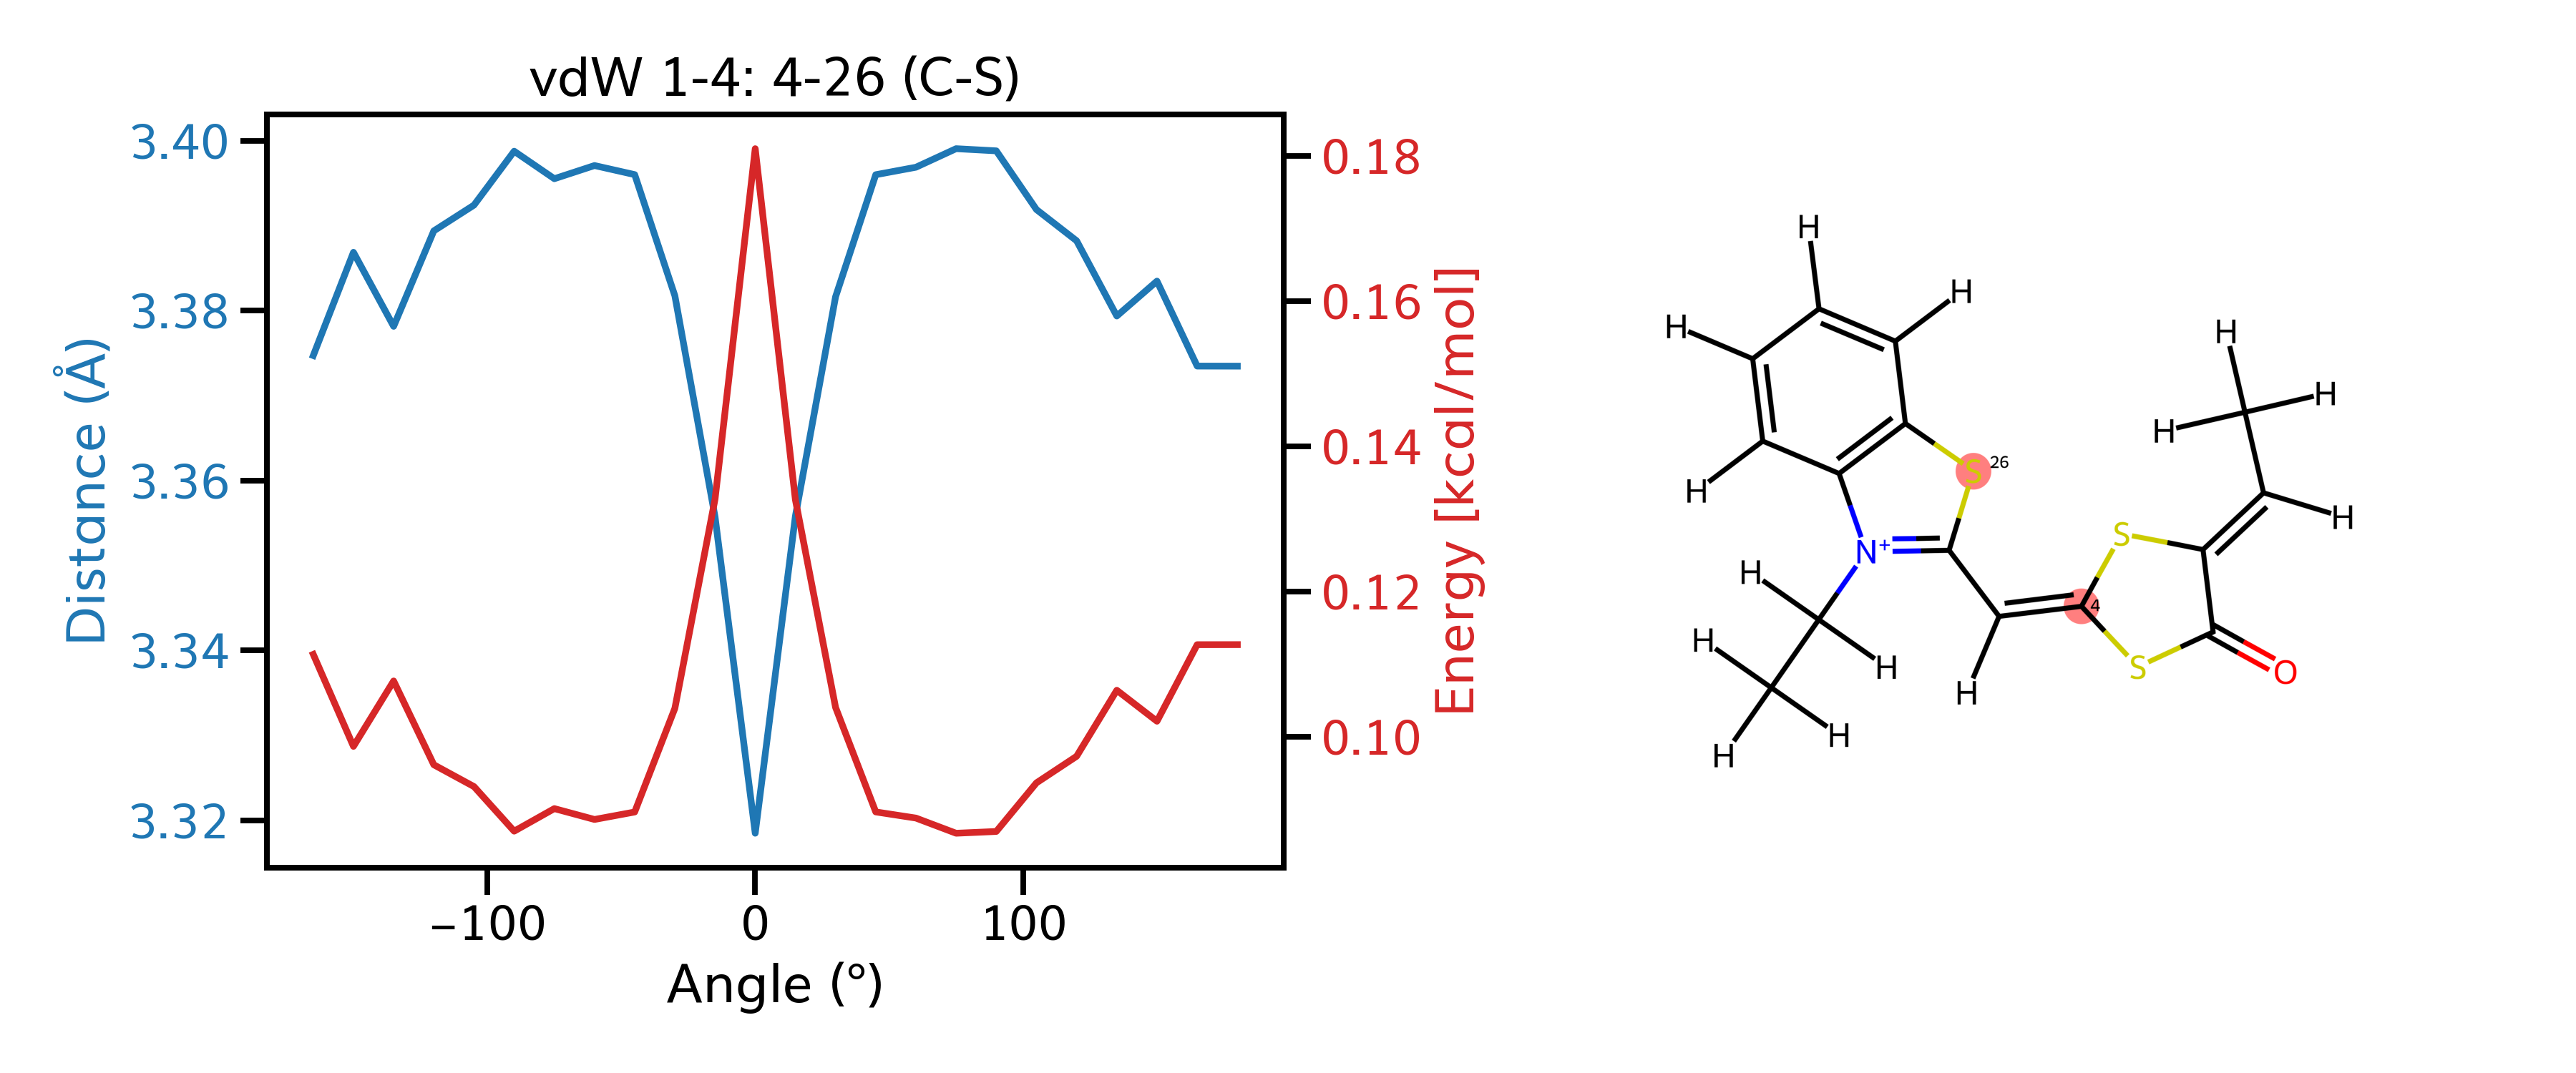 vdW 1-4: 4-26 (C-S)
3.40
3.38
3.36
3.34
3.32
Distance (Å)
0.18
0.16
0.14
0.12
0.10
Energy [kcal/mol]
−100
0
100
Angle (°)
H
H
H
H
H
H
S 26
H
H
S
N+
H
4
H
H
S
O
H
H
H